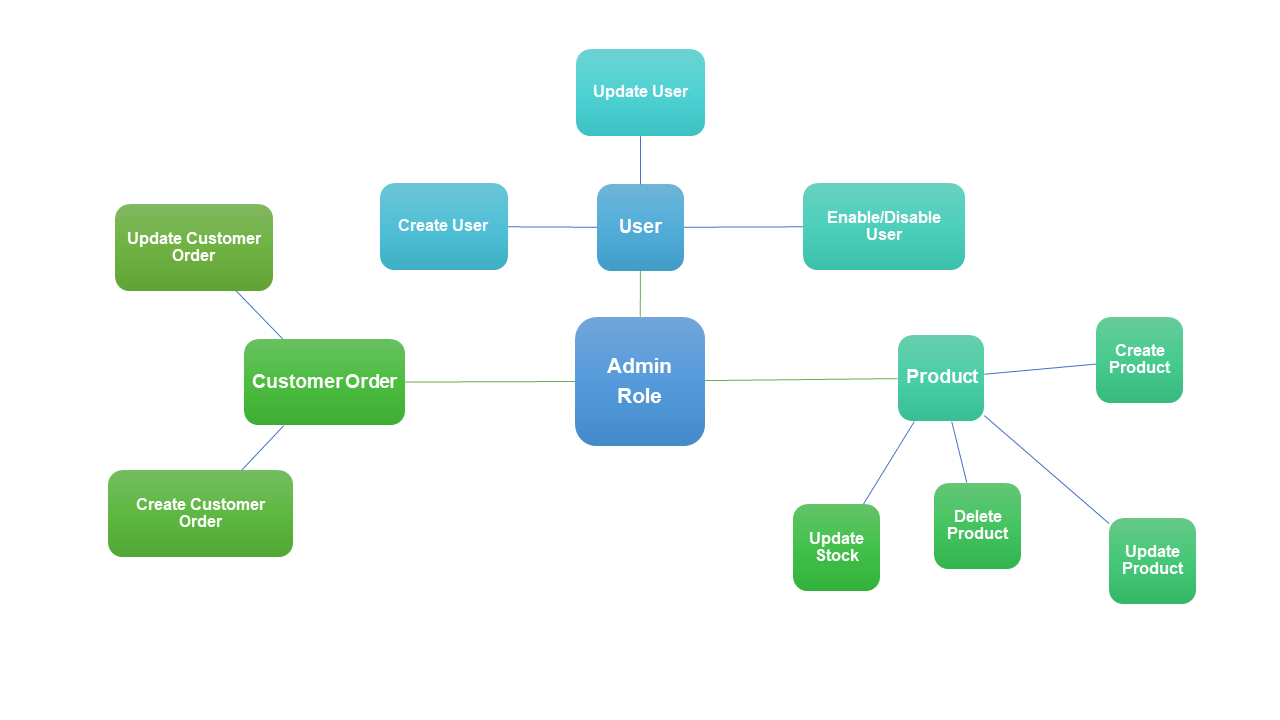 Update User
Create User
User
Enable/Disable
User
Update Customer
Order
Customer Order
Admin
Role
Product
Create
Product
Create Customer
Order
Update
Stock
Delete
Product
Update
Product